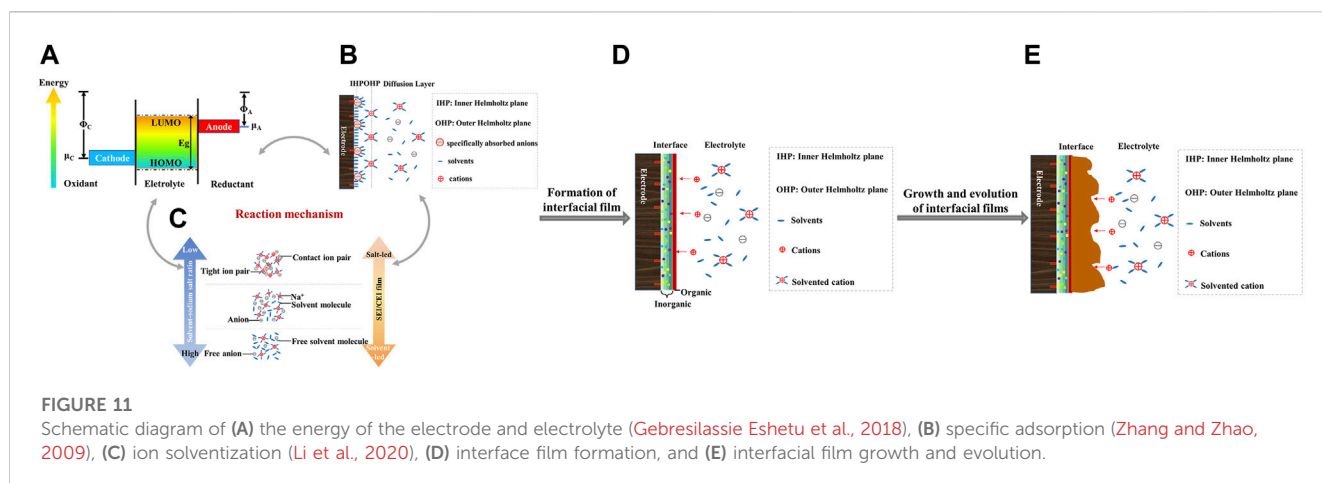 A
Energy
Φ_C
μ_C
Cathode
Oxidant
LUMO
Eg
HOMO
Eletrolyte
Φ_A
Anode
μ_A
Reductant
B
IHP OHP Diffusion Layer
Electrode
IHP: Inner Helmholtz plane
OHP: Outer Helmholtz plane
specifically absorbed anions
solvents
cations
Reaction mechanism
C
Low
Solvent-sodium salt ratio
High
Contact ion pair
Tight ion pair
Na⁺
Solvent molecule
Anion
Free solvent molecule
Free anion
Salt-led
SEI/CEI film
Solvent-led
Formation of
interfacial film
D
Interface Electrolyte
Electrode
Organic
Inorganic
IHP: Inner Helmholtz plane
OHP: Outer Helmholtz plane
Solvents
Cations
Solvented cation
Growth and evolution
of interfacial films
E
Interface Electrolyte
Electrode
IHP: Inner Helmholtz plane
OHP: Outer Helmholtz plane
Solvents
Cations
Solvented cation
FIGURE 11
Schematic diagram of (A) the energy of the electrode and electrolyte (Gebresilassie Eshetu et al., 2018), (B) specific adsorption (Zhang and Zhao,
2009), (C) ion solventization (Li et al., 2020), (D) interface film formation, and (E) interfacial film growth and evolution.